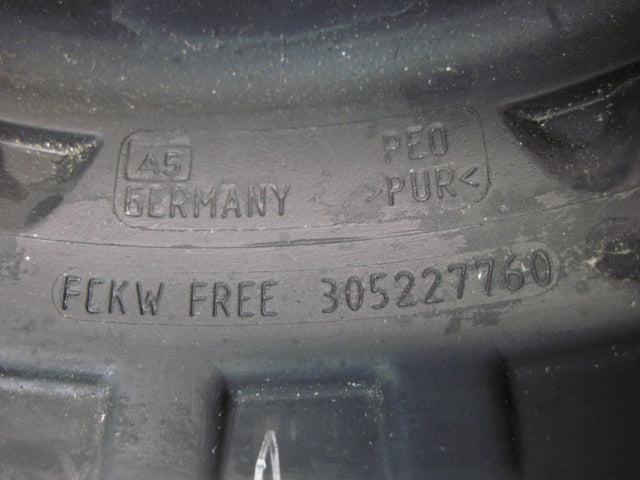 A5 PEO
GERMANY >PUR<
FCKW FREE 305227760